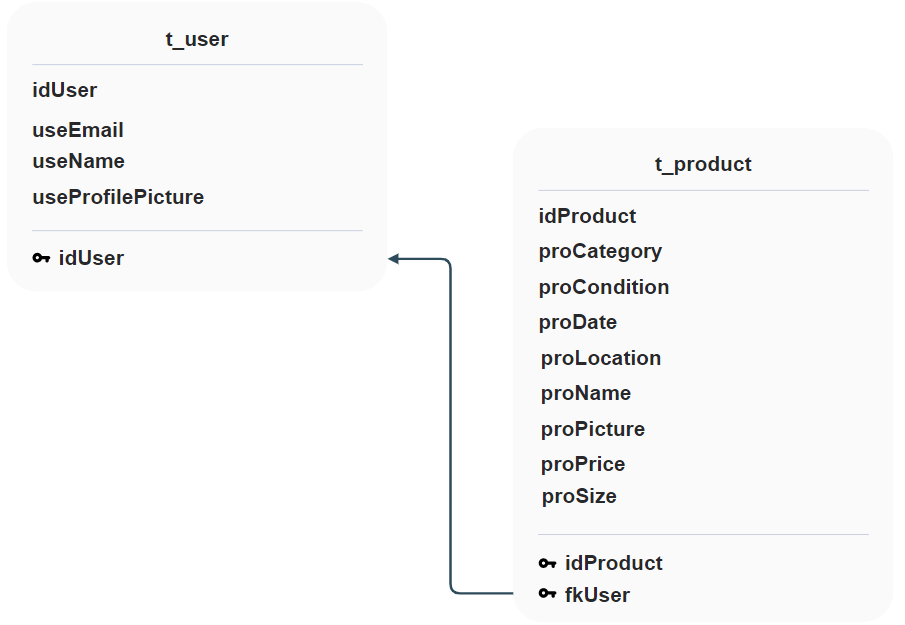 t_user
idUser
useEmail
useName
useProfilePicture
idUser
t_product
idProduct
proCategory
proCondition
proDate
proLocation
proName
proPicture
proPrice
proSize
idProduct
fkUser